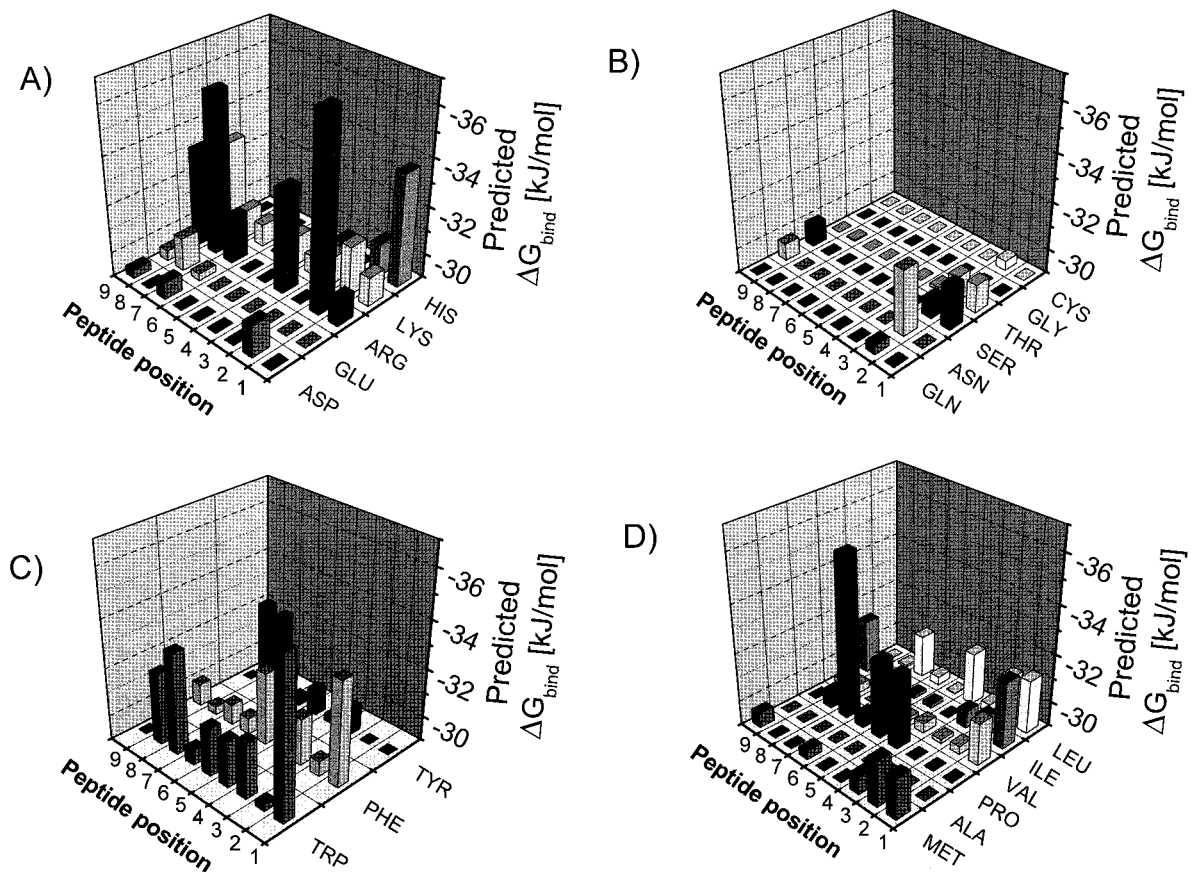 A)
-36
-34
-32
-30
Predicted
ΔG_bind [kJ/mol]
9 8 7 6 5 4 3 2 1
Peptide position
HIS
LYS
ARG
GLU
ASP
B)
-36
-34
-32
-30
Predicted
ΔG_bind [kJ/mol]
9 8 7 6 5 4 3 2 1
Peptide position
CYS
GLY
THR
SER
ASN
GLN
C)
-36
-34
-32
-30
Predicted
ΔG_bind [kJ/mol]
9 8 7 6 5 4 3 2 1
Peptide position
TYR
PHE
TRP
D)
-36
-34
-32
-30
Predicted
ΔG_bind [kJ/mol]
9 8 7 6 5 4 3 2 1
Peptide position
LEU
ILE
VAL
PRO
ALA
MET